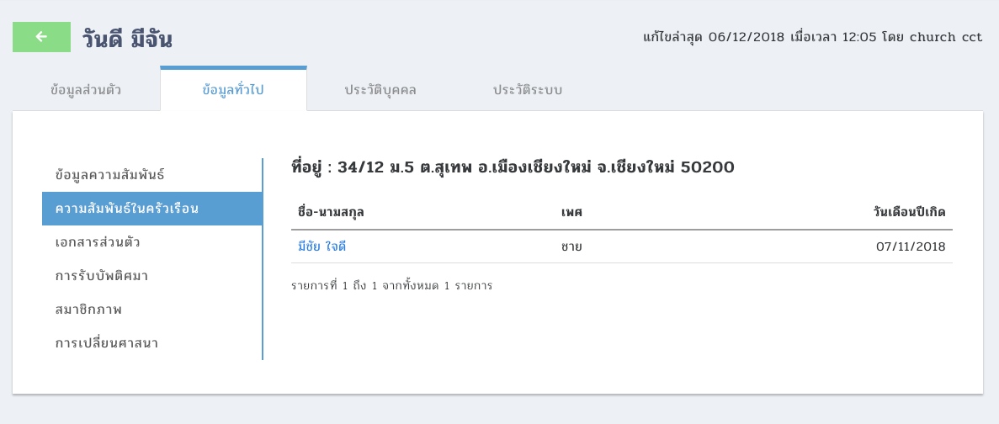 วันดี มีจัน
แก้ไขล่าสุด 06/12/2018 เมื่อเวลา 12:05 โดย church cct
ข้อมูลส่วนตัว ข้อมูลทั่วไป ประวัติบุคคล ประวัติระบบ
ข้อมูลความสัมพันธ์
ความสัมพันธ์ในครัวเรือน
เอกสารส่วนตัว
การรับบัพติศมา
สมาชิกภาพ
การเปลี่ยนศาสนา
ที่อยู่ : 34/12 ม.5 ต.สุเทพ อ.เมืองเชียงใหม่ จ.เชียงใหม่ 50200
ชื่อ-นามสกุล เพศ วันเดือนปีเกิด
มีชัย ใจดี ชาย 07/11/2018
รายการที่ 1 ถึง 1 จากทั้งหมด 1 รายการ